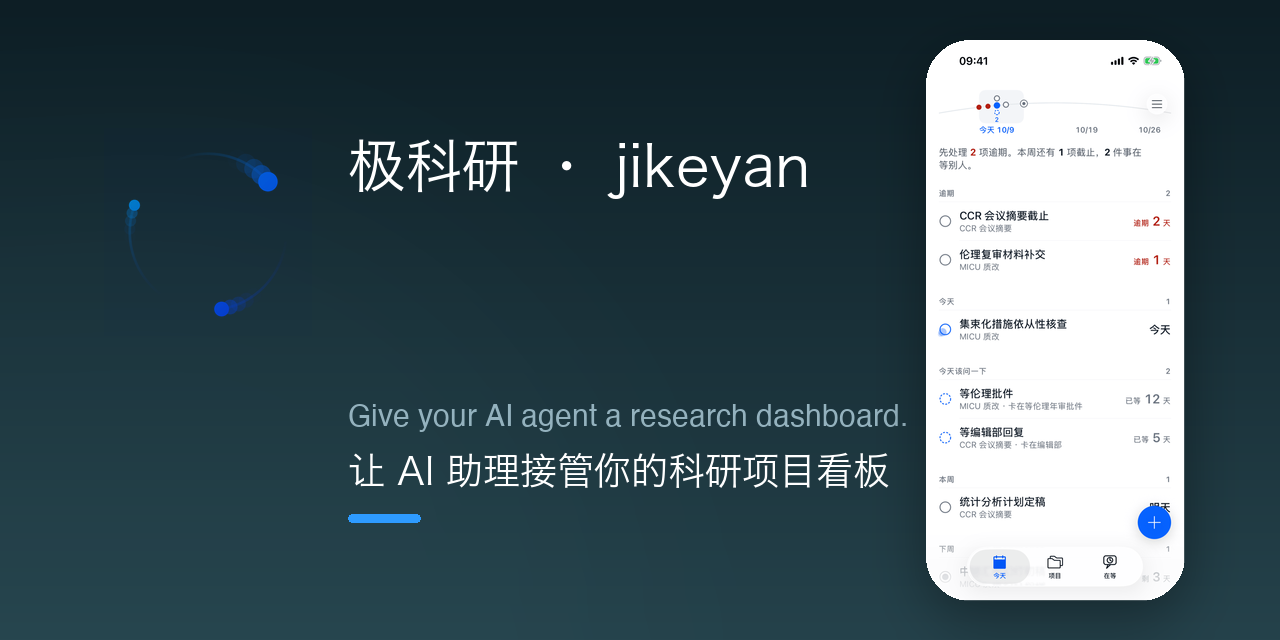 极科研 · jikeyan
Give your AI agent a research dashboard.
让 AI 助理接管你的科研项目看板
09:41
2
今天 10/9
10/19
10/26
先处理 2 项逾期。本周还有 1 项截止，2 件事在
等别人。
逾期 2
CCR 会议摘要截止
CCR 会议摘要
逾期 2 天
伦理复审材料补交
MICU 质改
逾期 1 天
今天 1
集束化措施依从性核查
MICU 质改
今天
今天该问一下 2
等伦理批件
MICU 质改 · 卡在等伦理年审批件
已等 12 天
等编辑部回复
CCR 会议摘要 · 卡在编辑部
已等 5 天
本周 1
统计分析计划定稿
CCR 会议摘要
明天
下周 1
剩 3 天
今天
项目
在等